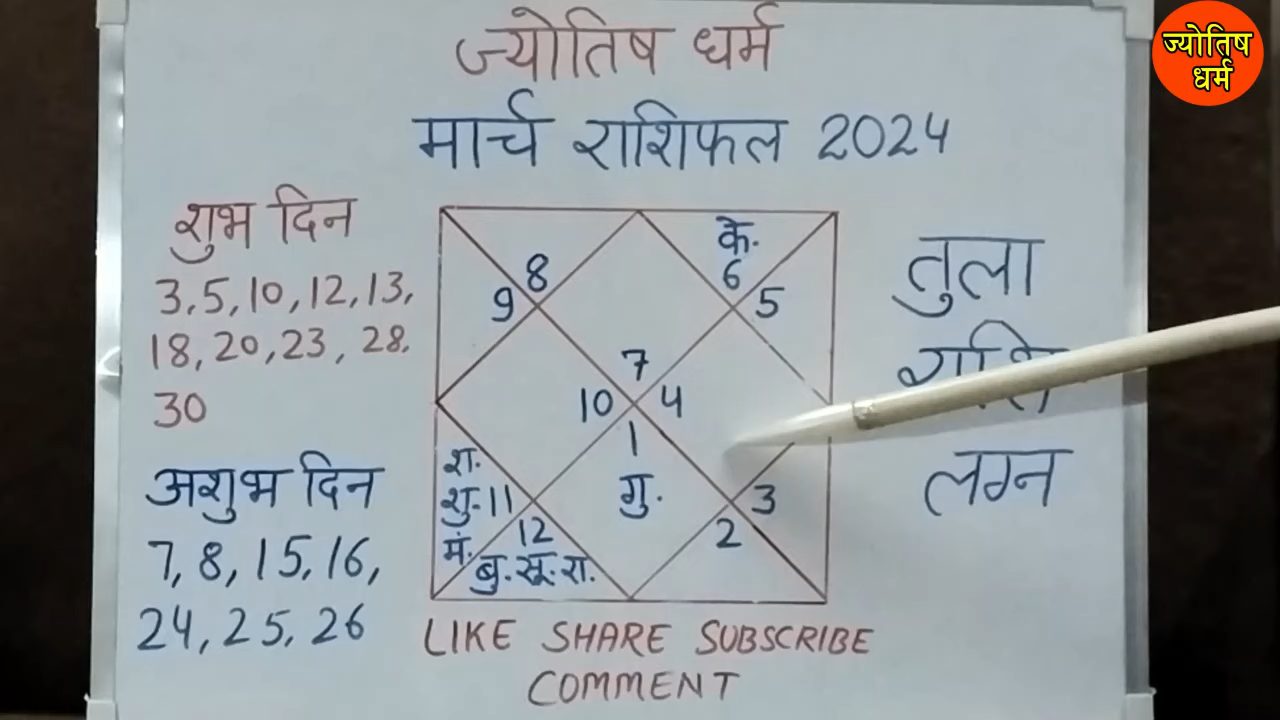 ज्योतिष धर्म
ज्योतिष
धर्म
मार्च राशिफल 2024
शुभ दिन
3,5,10,12,13,
18,20,23,28,
30
अशुभ दिन
7,8,15,16,
24,25,26
के.
6
5
8
9
7
10
4
1
गु.
श.
शु.11
मं.
12
बु.सू.रा.
3
2
तुला
राशि
लग्न
LIKE SHARE SUBSCRIBE
COMMENT